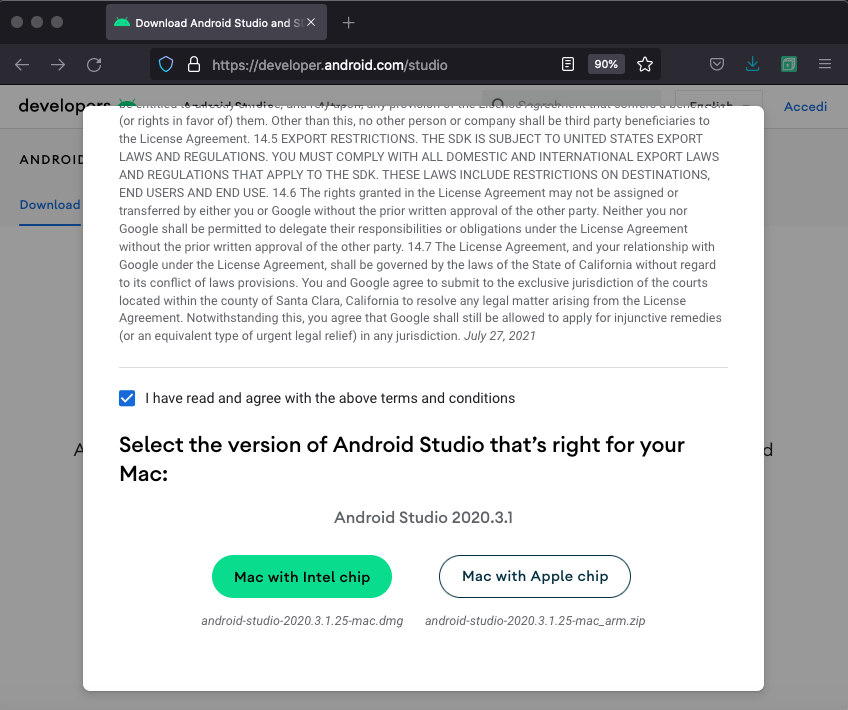 Download Android Studio and S
https://developer.android.com/studio
90%
developers
Android Studio
English
Accedi
ANDROID
Download
(or rights in favor of) them. Other than this, no other person or company shall be third party beneficiaries to
the License Agreement. 14.5 EXPORT RESTRICTIONS. THE SDK IS SUBJECT TO UNITED STATES EXPORT
LAWS AND REGULATIONS. YOU MUST COMPLY WITH ALL DOMESTIC AND INTERNATIONAL EXPORT LAWS
AND REGULATIONS THAT APPLY TO THE SDK. THESE LAWS INCLUDE RESTRICTIONS ON DESTINATIONS,
END USERS AND END USE. 14.6 The rights granted in the License Agreement may not be assigned or
transferred by either you or Google without the prior written approval of the other party. Neither you nor
Google shall be permitted to delegate their responsibilities or obligations under the License Agreement
without the prior written approval of the other party. 14.7 The License Agreement, and your relationship with
Google under the License Agreement, shall be governed by the laws of the State of California without regard
to its conflict of laws provisions. You and Google agree to submit to the exclusive jurisdiction of the courts
located within the county of Santa Clara, California to resolve any legal matter arising from the License
Agreement. Notwithstanding this, you agree that Google shall still be allowed to apply for injunctive remedies
(or an equivalent type of urgent legal relief) in any jurisdiction. July 27, 2021
I have read and agree with the above terms and conditions
Select the version of Android Studio that's right for your
Mac:
Android Studio 2020.3.1
Mac with Intel chip
Mac with Apple chip
android-studio-2020.3.1.25-mac.dmg
android-studio-2020.3.1.25-mac_arm.zip